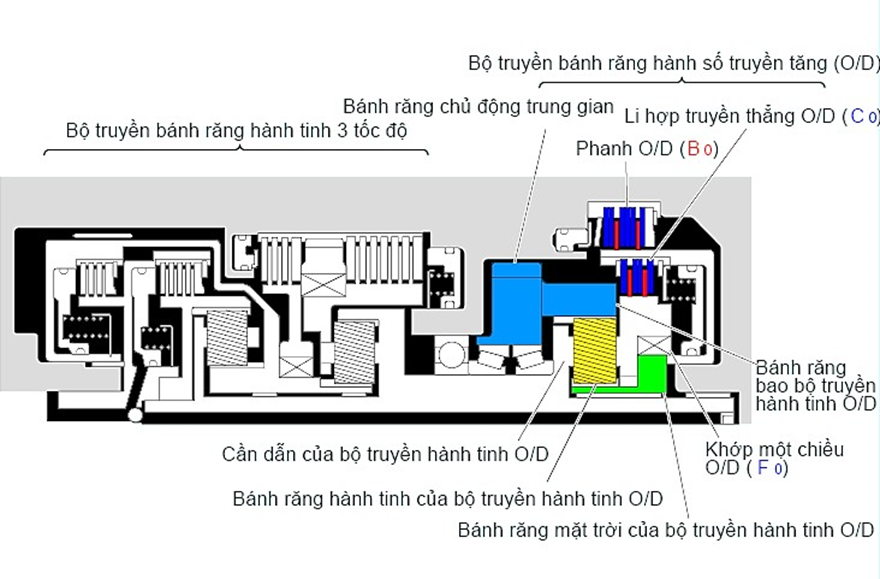 Bộ truyền bánh răng hành số truyền tăng (O/D)
Bánh răng chủ động trung gian
Li hợp truyền thẳng O/D (C0)
Bộ truyền bánh răng hành tinh 3 tốc độ
Phanh O/D (B0)
Bánh răng
bao bộ truyền
hành tinh O/D
Khớp một chiều
O/D (F0)
Cần dẫn của bộ truyền hành tinh O/D
Bánh răng hành tinh của bộ truyền hành tinh O/D
Bánh răng mặt trời của bộ truyền hành tinh O/D